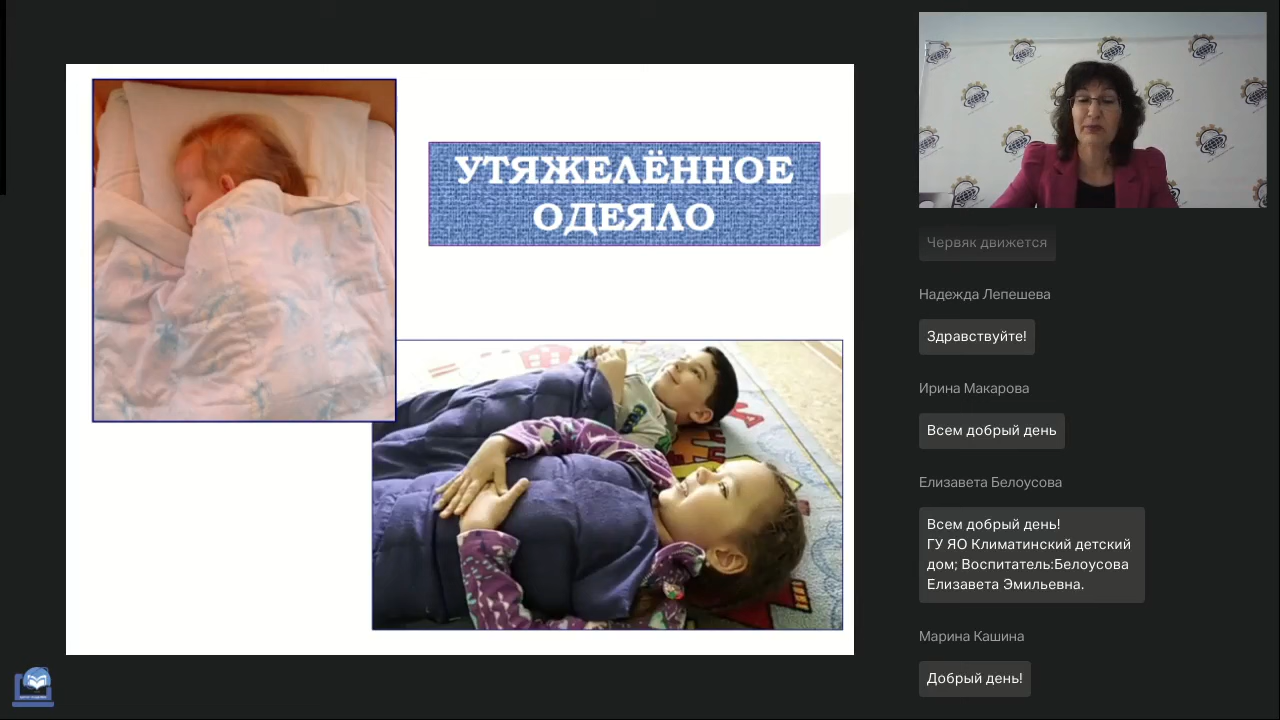 УТЯЖЕЛЁННОЕ
ОДЕЯЛО
Червяк движется
Надежда Лепешева
Здравствуйте!
Ирина Макарова
Всем добрый день
Елизавета Белоусова
Всем добрый день!
ГУ ЯО Климатинский детский
дом; Воспитатель:Белоусова
Елизавета Эмильевна.
Марина Кашина
Добрый день!